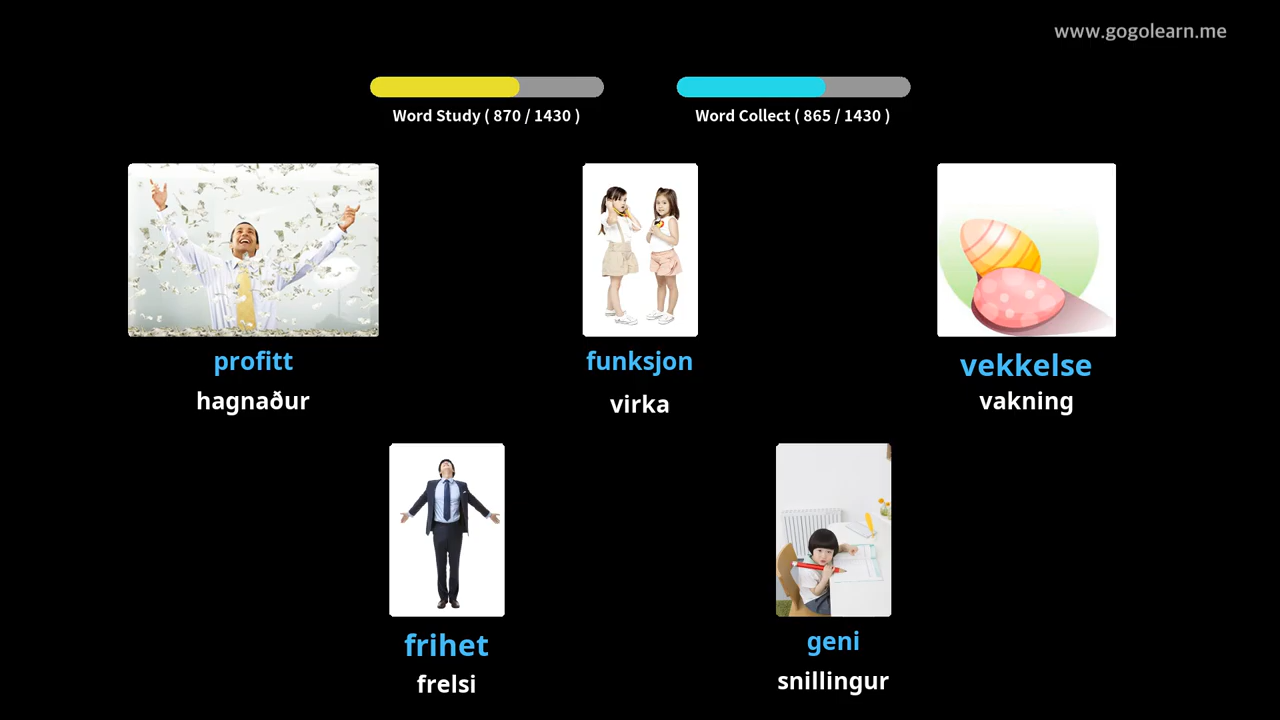 www.gogolearn.me
Word Study ( 870 / 1430 )
Word Collect ( 865 / 1430 )
profitt
hagnaður
funksjon
virka
vekkelse
vakning
frihet
frelsi
geni
snillingur